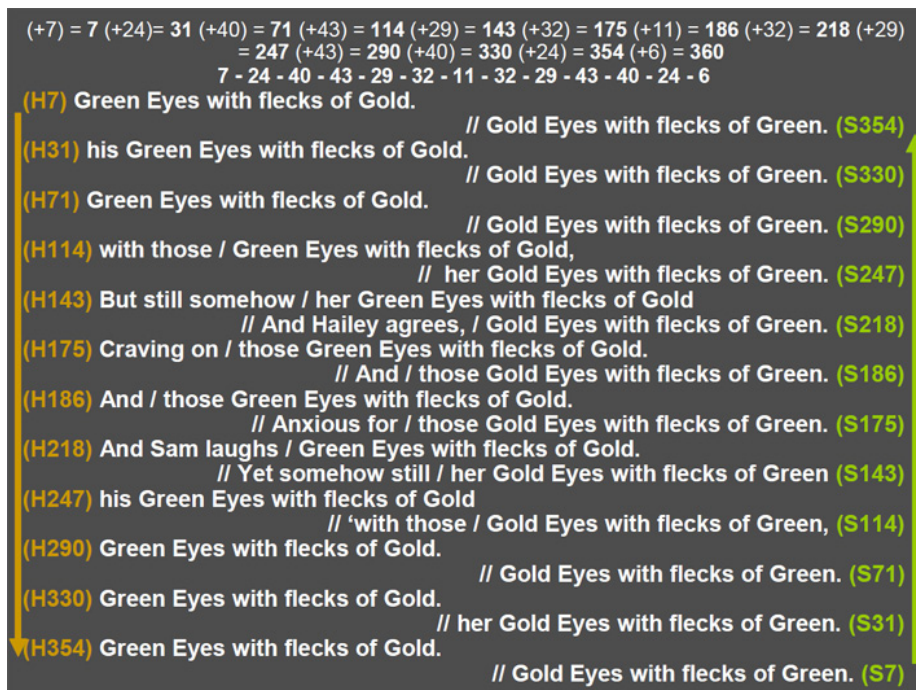 (+7) = 7 (+24)= 31 (+40) = 71 (+43) = 114 (+29) = 143 (+32) = 175 (+11) = 186 (+32) = 218 (+29)
= 247 (+43) = 290 (+40) = 330 (+24) = 354 (+6) = 360
7 - 24 - 40 - 43 - 29 - 32 - 11 - 32 - 29 - 43 - 40 - 24 - 6
(H7) Green Eyes with flecks of Gold.
// Gold Eyes with flecks of Green. (S354)
(H31) his Green Eyes with flecks of Gold.
// Gold Eyes with flecks of Green. (S330)
(H71) Green Eyes with flecks of Gold.
// Gold Eyes with flecks of Green. (S290)
(H114) with those / Green Eyes with flecks of Gold,
// her Gold Eyes with flecks of Green. (S247)
(H143) But still somehow / her Green Eyes with flecks of Gold
// And Hailey agrees, / Gold Eyes with flecks of Green. (S218)
(H175) Craving on / those Green Eyes with flecks of Gold.
// And / those Gold Eyes with flecks of Green. (S186)
(H186) And / those Green Eyes with flecks of Gold.
// Anxious for / those Gold Eyes with flecks of Green. (S175)
(H218) And Sam laughs / Green Eyes with flecks of Gold.
// Yet somehow still / her Gold Eyes with flecks of Green (S143)
(H247) his Green Eyes with flecks of Gold
// ‘with those / Gold Eyes with flecks of Green, (S114)
(H290) Green Eyes with flecks of Gold.
// Gold Eyes with flecks of Green. (S71)
(H330) Green Eyes with flecks of Gold.
// her Gold Eyes with flecks of Green. (S31)
(H354) Green Eyes with flecks of Gold.
// Gold Eyes with flecks of Green. (S7)